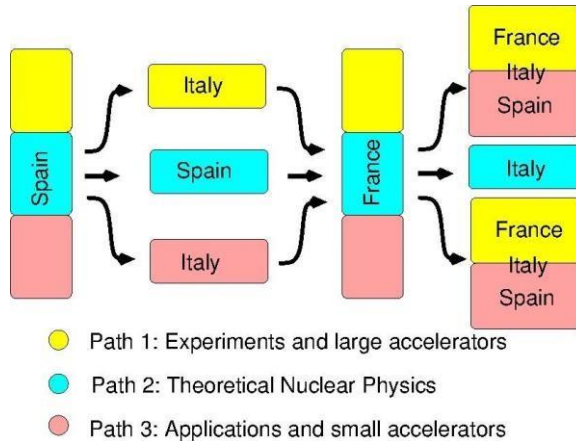 Spain
Italy
Spain
Italy
France
France
Italy
Spain
Italy
France
Italy
Spain
Path 1: Experiments and large accelerators
Path 2: Theoretical Nuclear Physics
Path 3: Applications and small accelerators